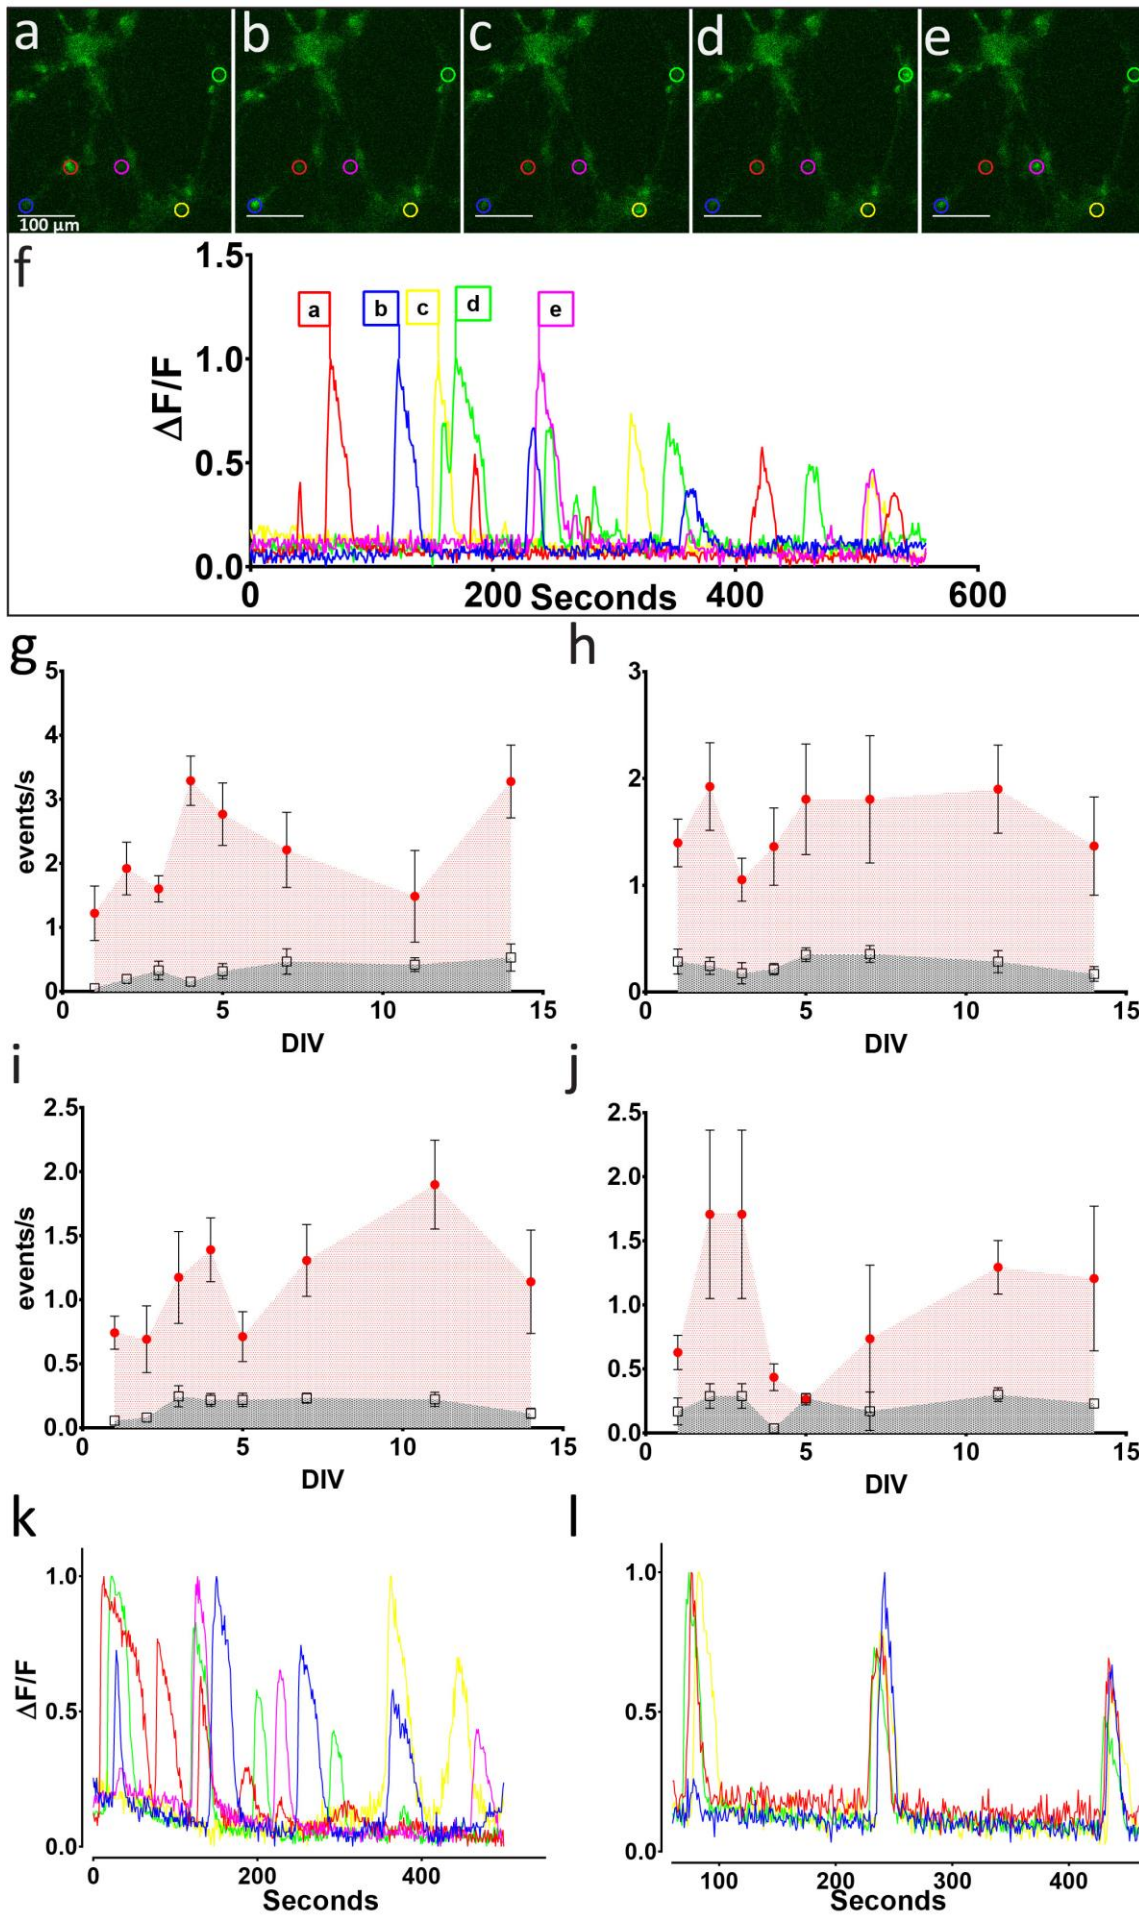 a b c d e
100 µm
f
1.5
a b c d e
1.0
ΔF/F
0.5
0.0
0 200 Seconds 400 600
g h
5 3
4
3 2
events/s
2
1 1
0 0
0 5 10 15 0 5 10 15
DIV DIV
i j
2.5 2.5
2.0 2.0
1.5 1.5
events/s
1.0 1.0
0.5 0.5
0.0 0.0
0 5 10 15 0 5 10 15
DIV DIV
k l
1.0 1.0
ΔF/F
0.5 0.5
0.0 0.0
0 200 400 100 200 300 400
Seconds Seconds